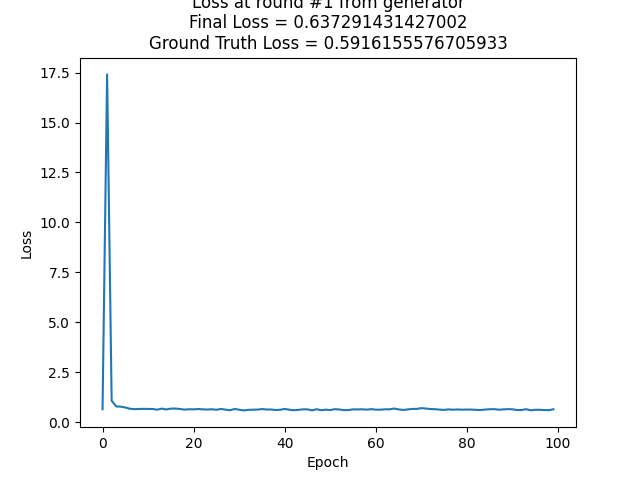 Loss at round #1 from generator
Final Loss = 0.637291431427002
Ground Truth Loss = 0.5916155576705933
17.5
15.0
12.5
10.0
7.5
5.0
2.5
0.0
Loss
0 20 40 60 80 100
Epoch